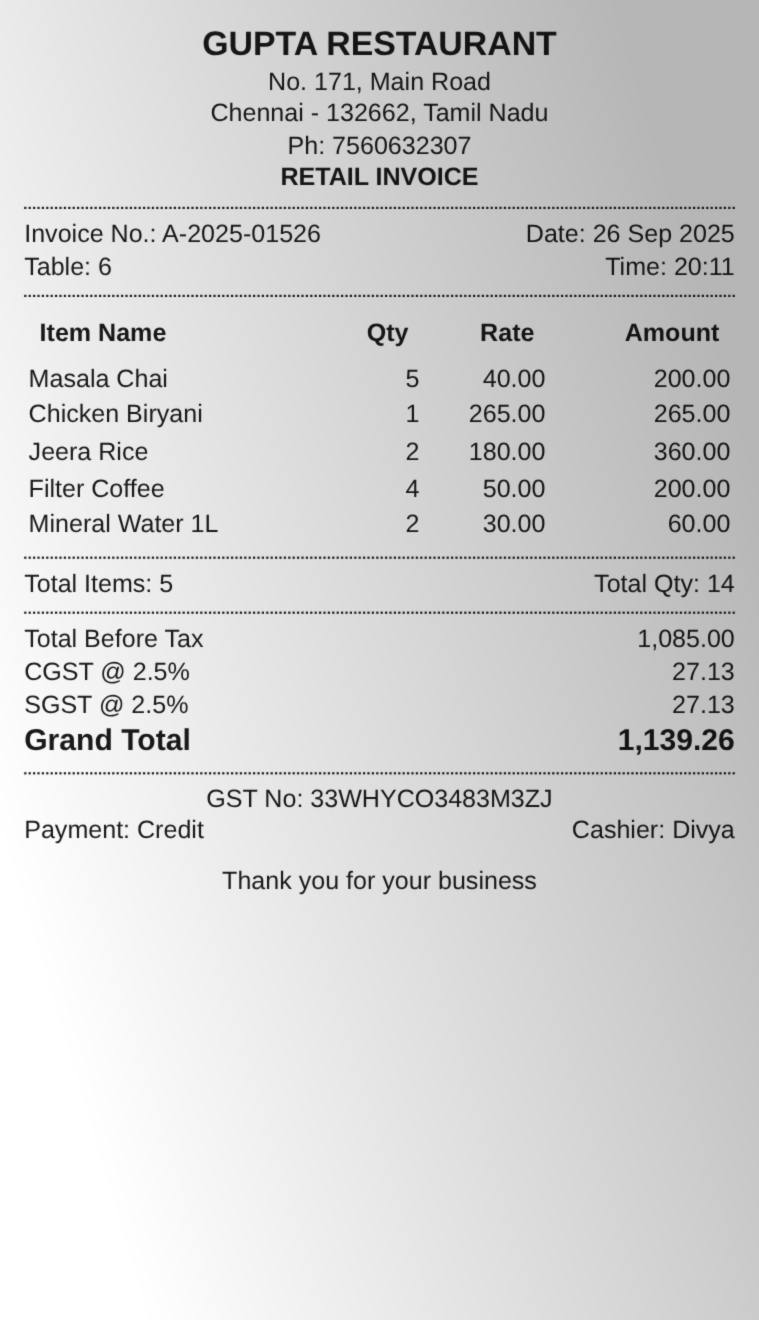 GUPTA RESTAURANT
No. 171, Main Road
Chennai - 132662, Tamil Nadu
Ph: 7560632307
RETAIL INVOICE
Invoice No.: A-2025-01526 Date: 26 Sep 2025
Table: 6 Time: 20:11
Item Name Qty Rate Amount
Masala Chai 5 40.00 200.00
Chicken Biryani 1 265.00 265.00
Jeera Rice 2 180.00 360.00
Filter Coffee 4 50.00 200.00
Mineral Water 1L 2 30.00 60.00
Total Items: 5 Total Qty: 14
Total Before Tax 1,085.00
CGST @ 2.5% 27.13
SGST @ 2.5% 27.13
Grand Total 1,139.26
GST No: 33WHYCO3483M3ZJ
Payment: Credit Cashier: Divya
Thank you for your business